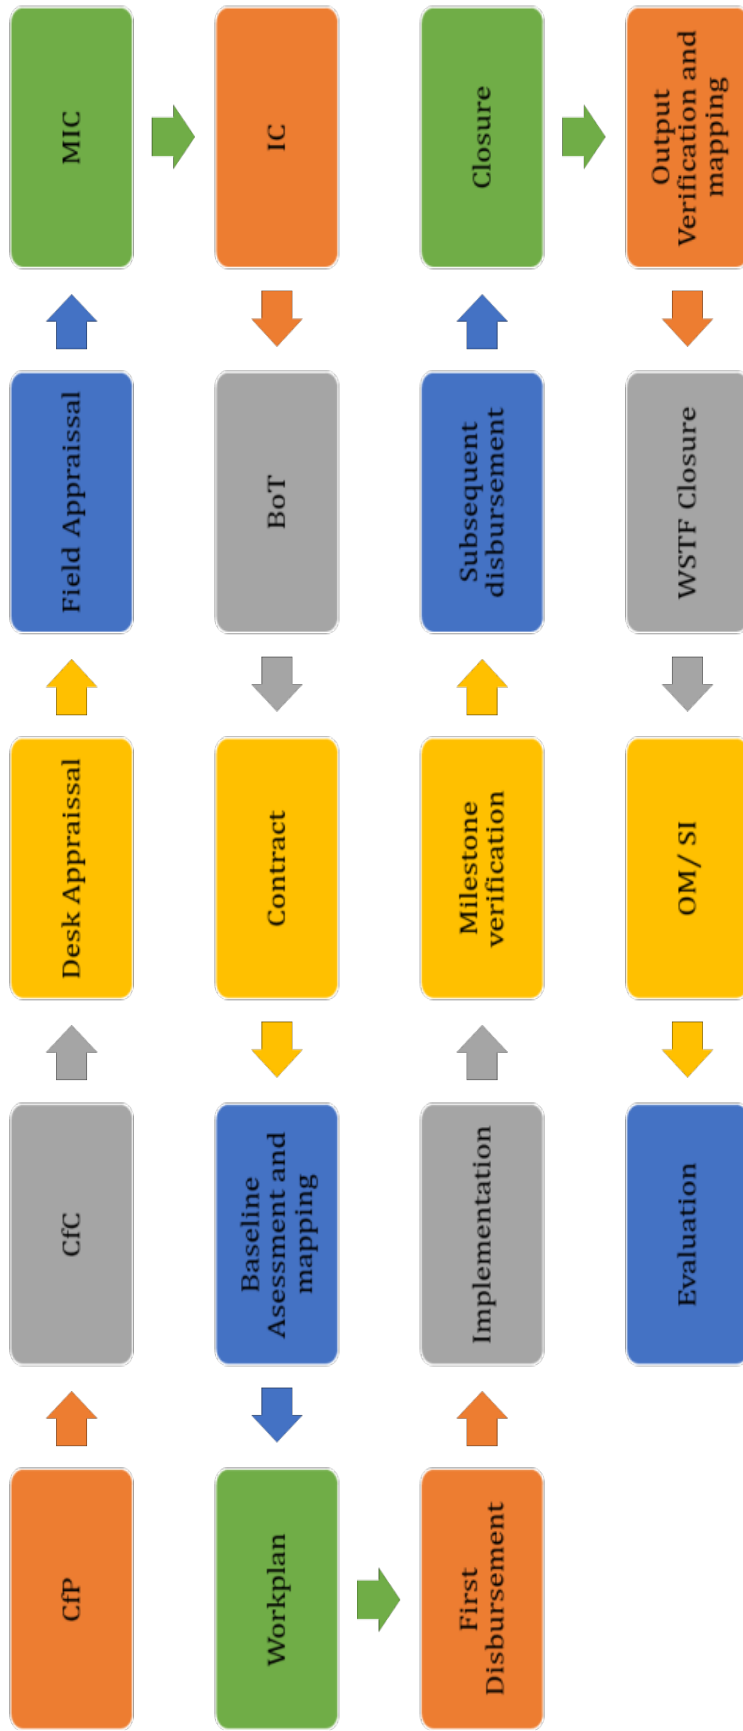 CfP
CfC
Desk Appraissal
Field Appraissal
MIC
IC
BoT
Contract
Baseline
Asessment and
mapping
Workplan
First
Disbursement
Implementation
Milestone
verification
Subsequent
disbursement
Closure
Output
Verification and
mapping
WSTF Closure
OM/ SI
Evaluation